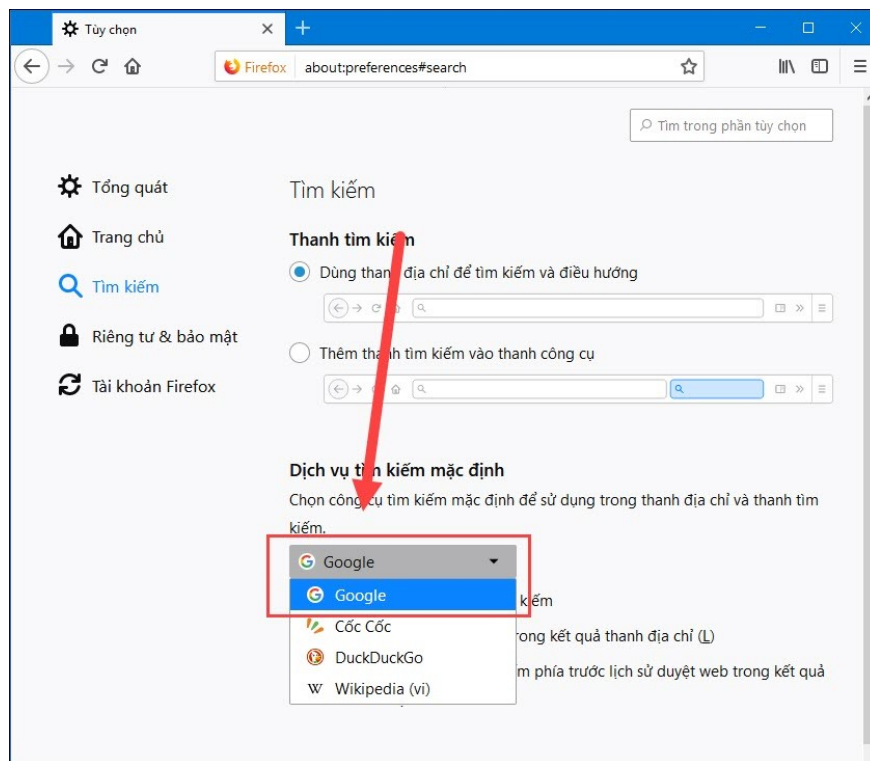 Tùy chọn
Firefox about:preferences#search
Tìm trong phần tùy chọn
Tổng quát
Trang chủ
Tìm kiếm
Riêng tư & bảo mật
Tài khoản Firefox
Tìm kiếm
Thanh tìm kiếm
Dùng thanh địa chỉ để tìm kiếm và điều hướng
Thêm thanh tìm kiếm vào thanh công cụ
Dịch vụ tìm kiếm mặc định
Chọn công cụ tìm kiếm mặc định để sử dụng trong thanh địa chỉ và thanh tìm
kiếm.
Google
Google
kiếm
Cốc Cốc
rong kết quả thanh địa chỉ (L)
DuckDuckGo
m phía trước lịch sử duyệt web trong kết quả
Wikipedia (vi)